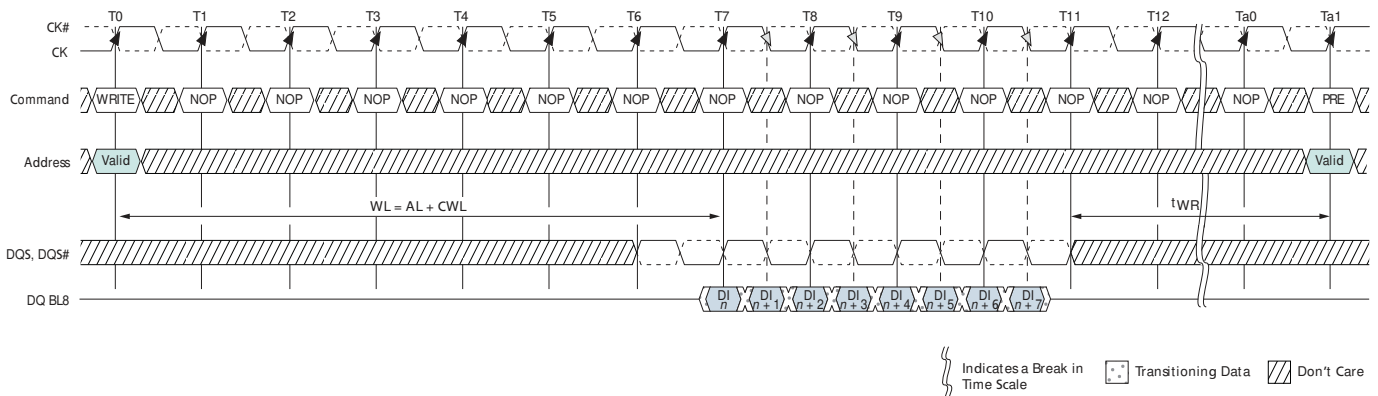 T0 T1 T2 T3 T4 T5 T6 T7 T8 T9 T10 T11 T12 Ta0 Ta1
CK#
CK
Command WRITE NOP NOP NOP NOP NOP NOP NOP NOP NOP NOP NOP NOP NOP PRE
Address Valid Valid
WL = AL + CWL tWR
DQS, DQS#
DQ BL8 DI n DI n + 1 DI n + 2 DI n + 3 DI n + 4 DI n + 5 DI n + 6 DI n + 7
Indicates a Break in
Time Scale
Transitioning Data
Don't Care